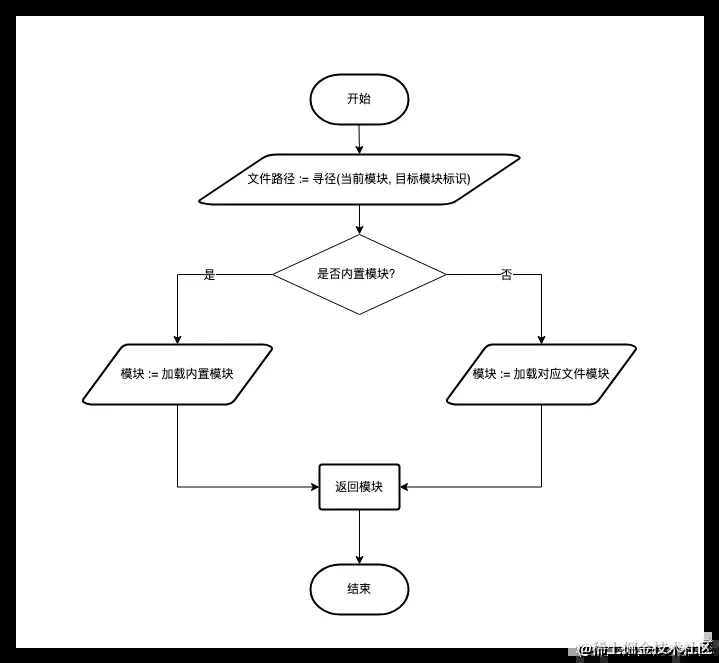 开始
文件路径 := 寻径(当前模块, 目标模块标识)
是否内置模块?
是
否
模块 := 加载内置模块
模块 := 加载对应文件模块
返回模块
结束
@稀土掘金技术社区